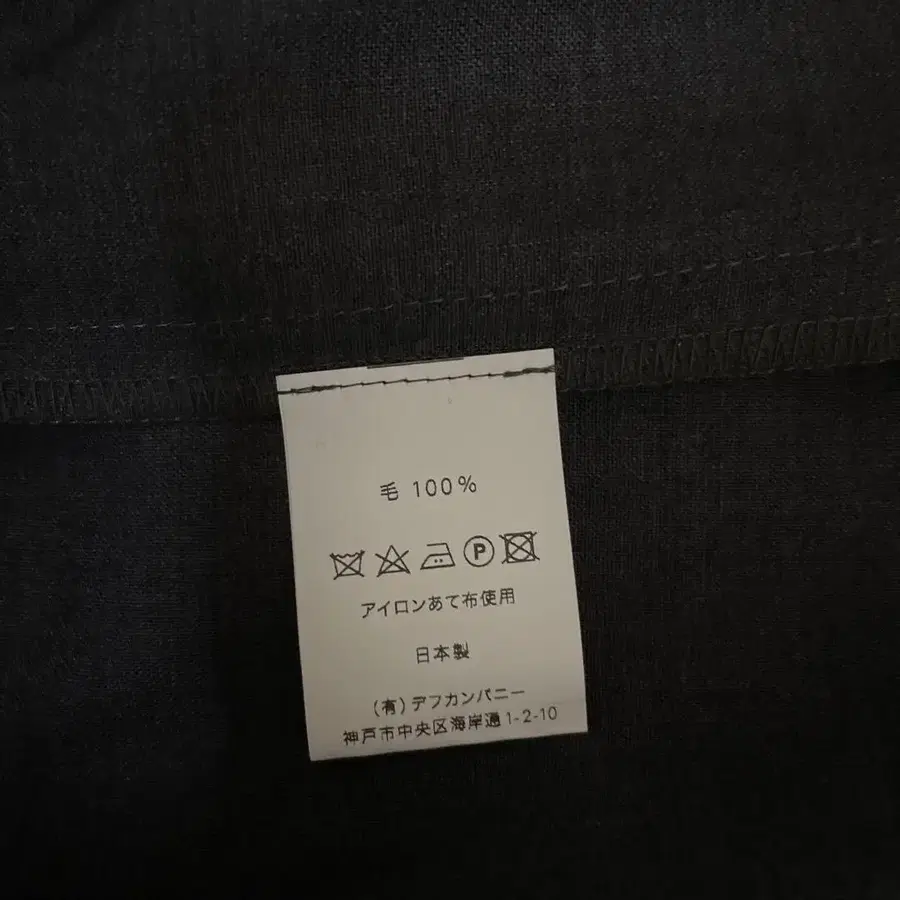 毛 100%
P
アイロンあて布使用
日本製
(有)デフカンパニー
神戸市中央区海岸通1-2-10